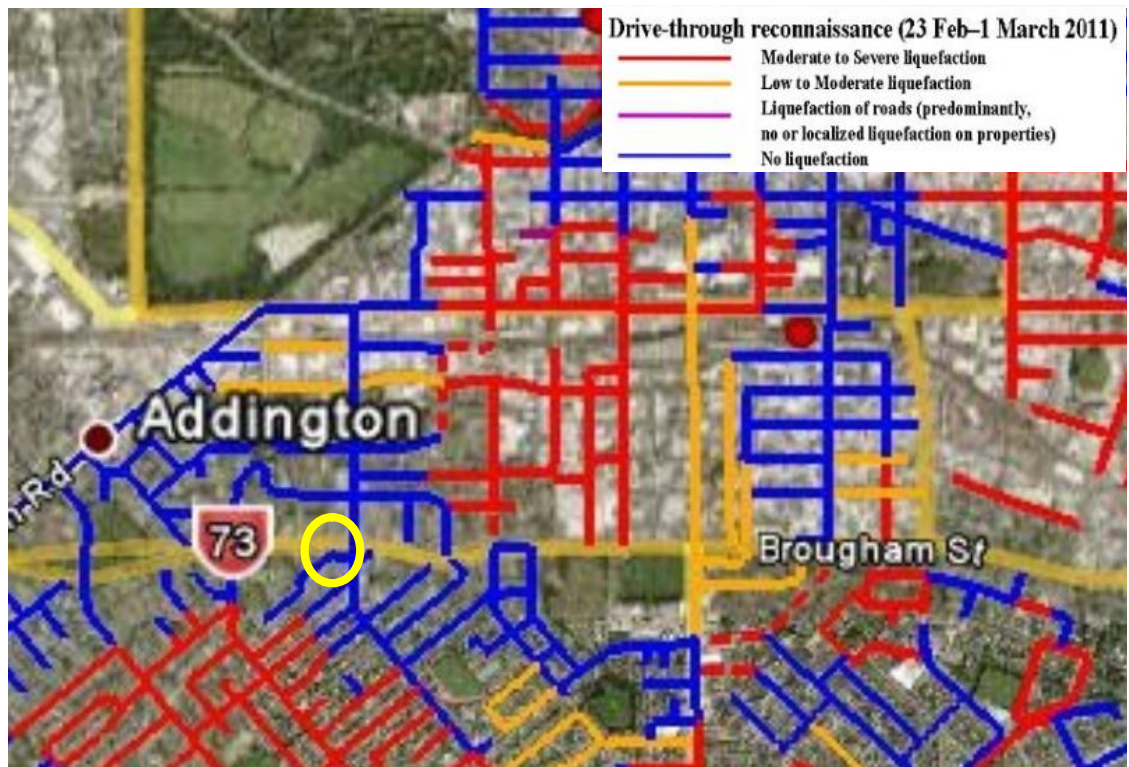 Drive-through reconnaissance (23 Feb–1 March 2011)
Moderate to Severe liquefaction
Low to Moderate liquefaction
Liquefaction of roads (predominantly,
no or localized liquefaction on properties)
No liquefaction
Addington
73
Brougham St